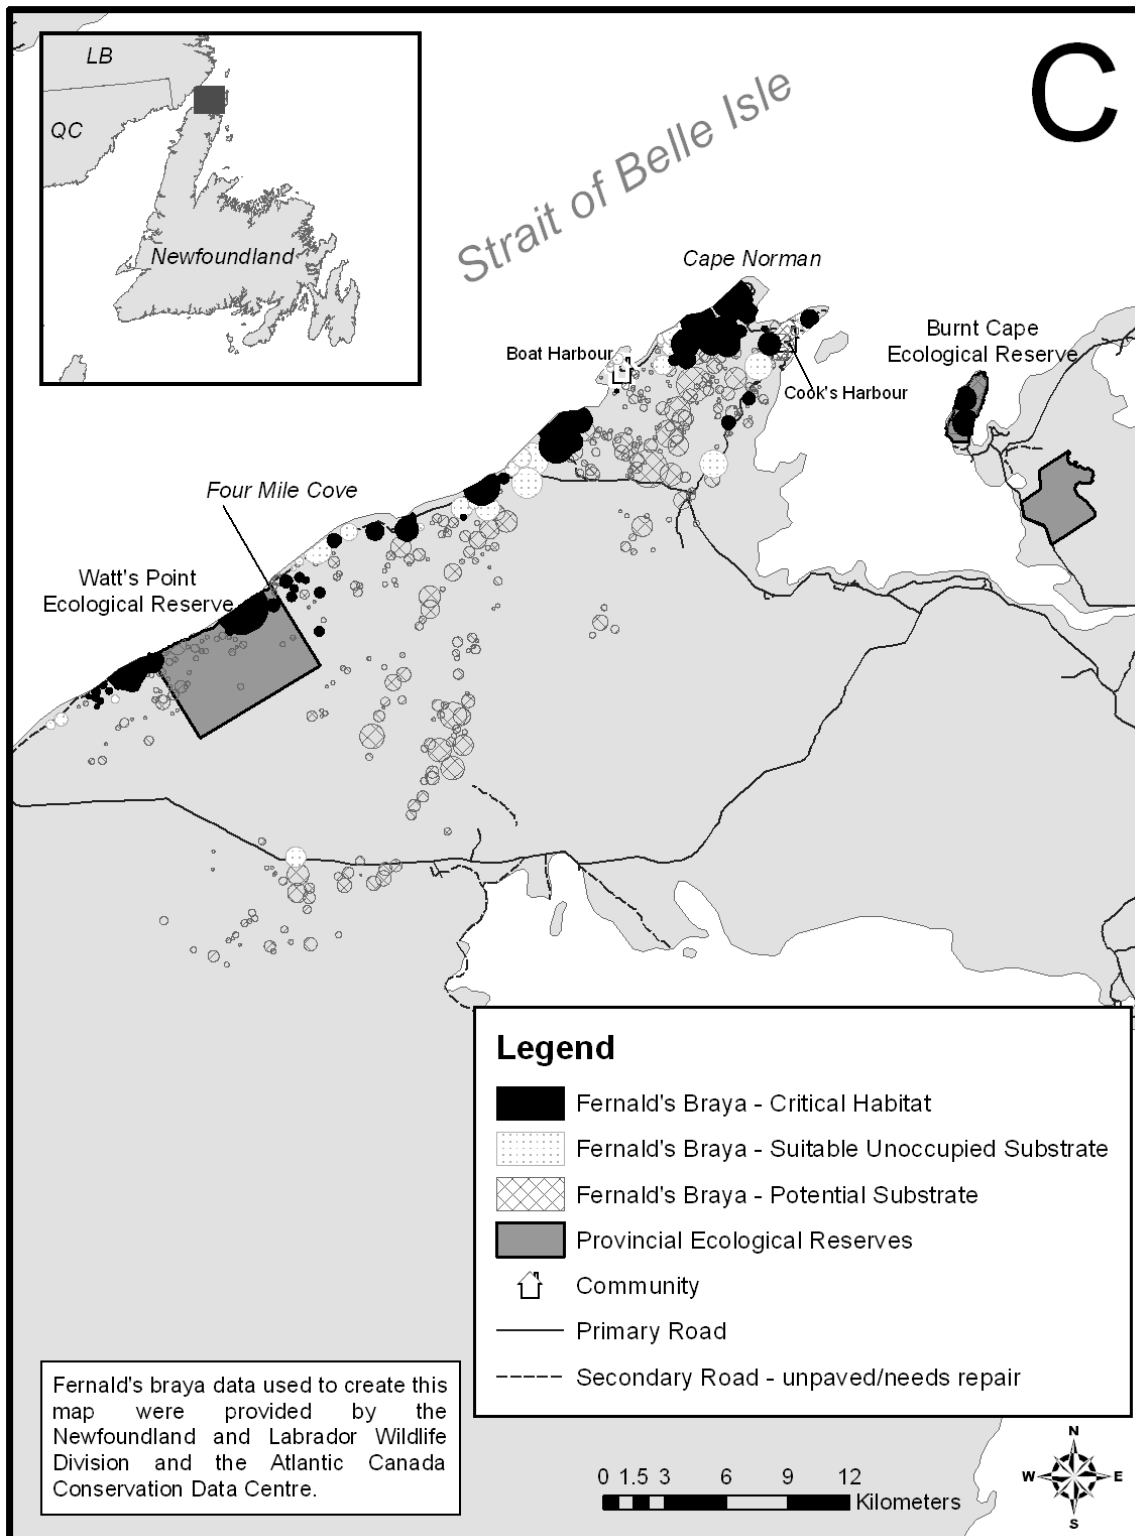 C
LB
QC
Newfoundland
Strait of Belle Isle
Cape Norman
Boat Harbour
Burnt Cape
Ecological Reserve
Cook's Harbour
Four Mile Cove
Watt's Point
Ecological Reserve
Legend
Fernald's Braya - Critical Habitat
Fernald's Braya - Suitable Unoccupied Substrate
Fernald's Braya - Potential Substrate
Provincial Ecological Reserves
Community
Primary Road
Secondary Road - unpaved/needs repair
Fernald's braya data used to create this
map were provided by the
Newfoundland and Labrador Wildlife
Division and the Atlantic Canada
Conservation Data Centre.
0 1.5 3 6 9 12
Kilometers
N
W E
S